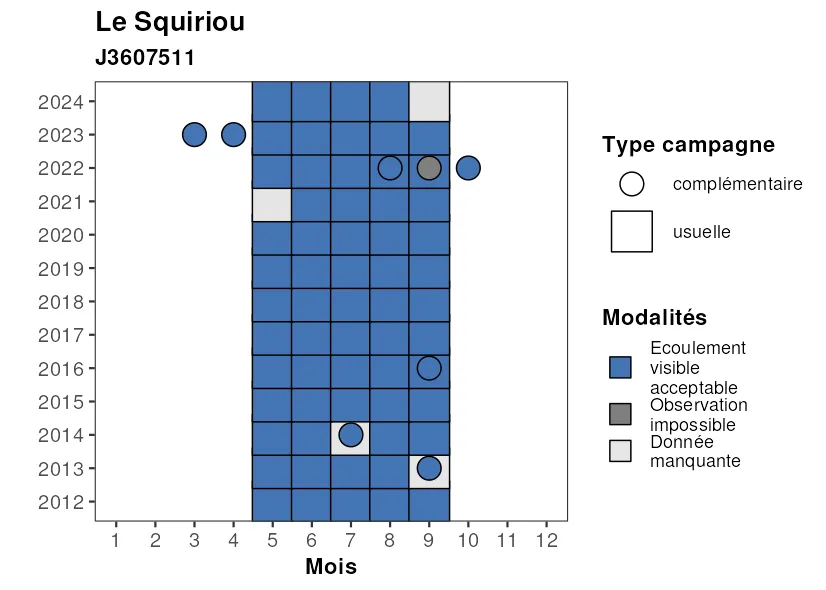 Le Squiriou
J3607511
2024
2023
2022
2021
2020
2019
2018
2017
2016
2015
2014
2013
2012
1 2 3 4 5 6 7 8 9 10 11 12
Mois
Type campagne
complémentaire
usuelle
Modalités
Ecoulement
visible
acceptable
Observation
impossible
Donnée
manquante